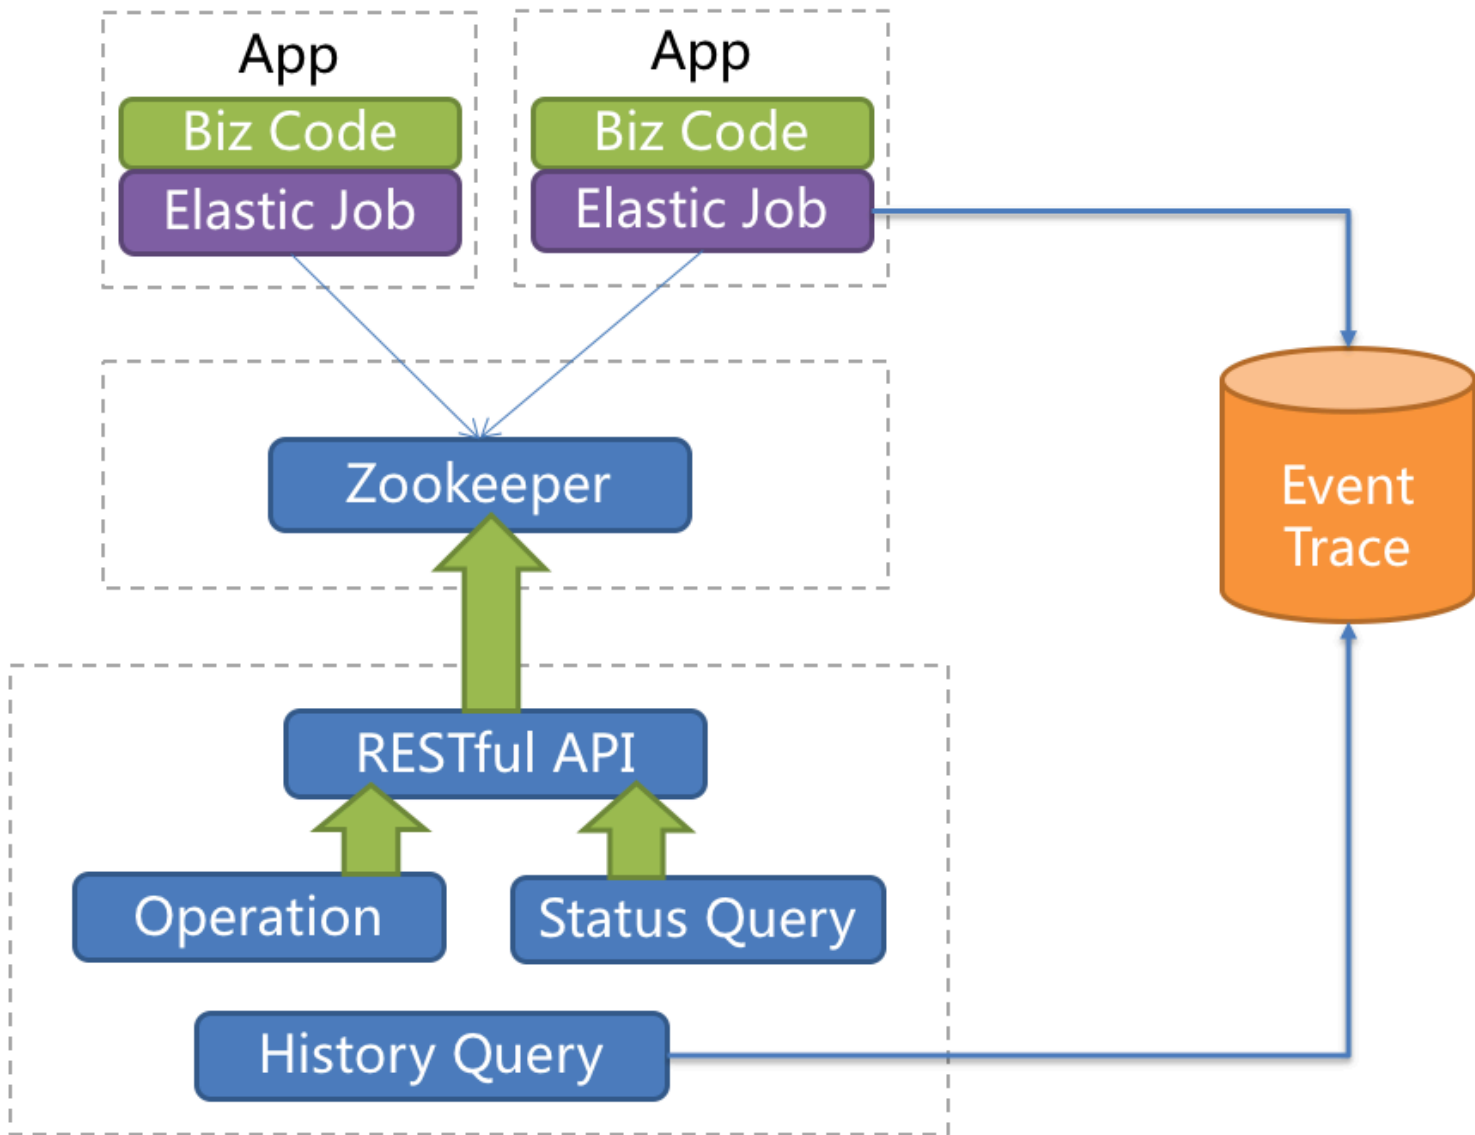 App
Biz Code
Elastic Job
App
Biz Code
Elastic Job
Zookeeper
Event
Trace
RESTful API
Operation
Status Query
History Query